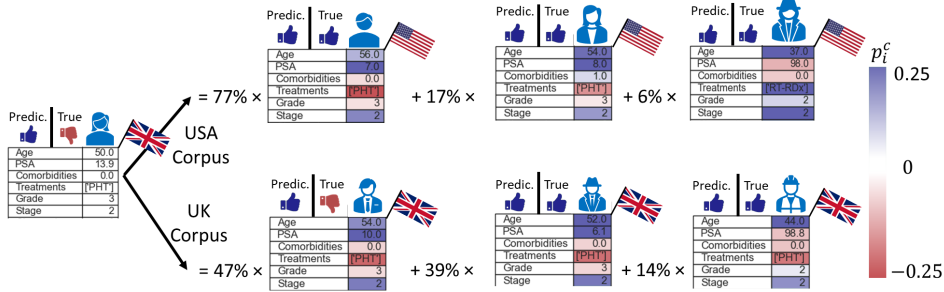 Predic. True
Age 56.0
PSA 7.0
Comorbidities 0.0
Treatments ['PHT']
Grade 3
Stage 2
= 77% ×
Predic. True
Age 54.0
PSA 8.0
Comorbidities 1.0
Treatments ['PHT']
Grade 3
Stage 2
+ 17% ×
Predic. True
Age 37.0
PSA 98.0
Comorbidities 0.0
Treatments ['RT-RDx']
Grade 2
Stage 2
+ 6% ×
p_i^c
0.25
0
−0.25
Predic. True
Age 50.0
PSA 13.9
Comorbidities 0.0
Treatments ['PHT']
Grade 3
Stage 2
USA
Corpus
UK
Corpus
Predic. True
Age 54.0
PSA 10.0
Comorbidities 0.0
Treatments ['PHT']
Grade 3
Stage 2
= 47% ×
Predic. True
Age 52.0
PSA 6.1
Comorbidities 0.0
Treatments ['PHT']
Grade 3
Stage 2
+ 39% ×
Predic. True
Age 44.0
PSA 98.8
Comorbidities 0.0
Treatments ['PHT']
Grade 2
Stage 2
+ 14% ×